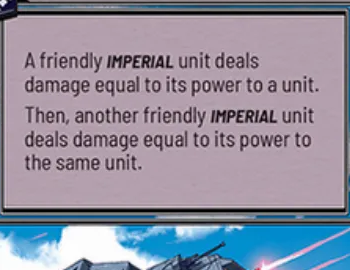 A friendly IMPERIAL unit deals
damage equal to its power to a unit.
Then, another friendly IMPERIAL unit
deals damage equal to its power to
the same unit.